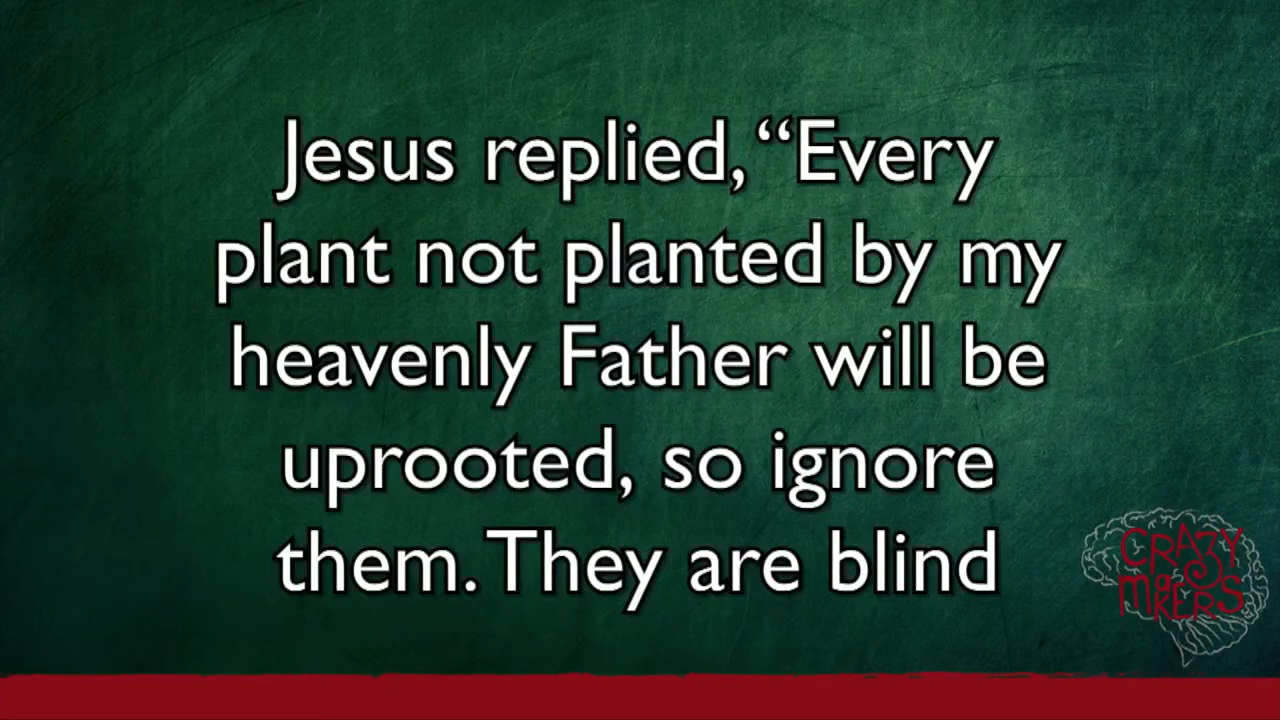 Jesus replied, “Every
plant not planted by my
heavenly Father will be
uprooted, so ignore
them. They are blind
CRAZY
MAKERS